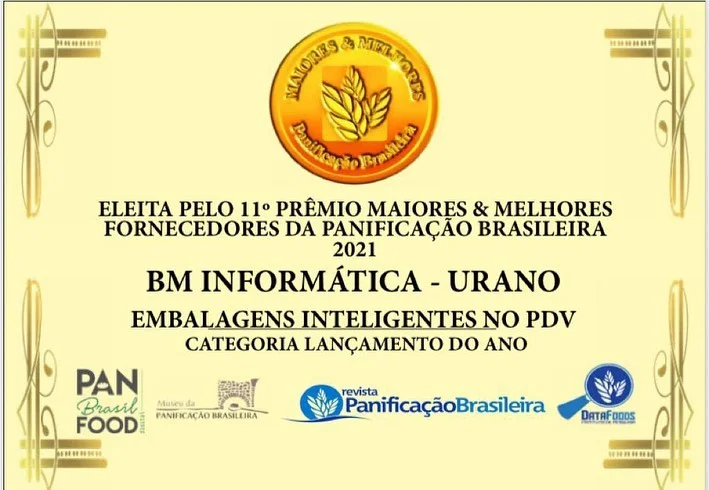 MAIORES & MELHORES
Panificação Brasileira
ELEITA PELO 11º PRÊMIO MAIORES & MELHORES
FORNECEDORES DA PANIFICAÇÃO BRASILEIRA
2021
BM INFORMÁTICA - URANO
EMBALAGENS INTELIGENTES NO PDV
CATEGORIA LANÇAMENTO DO ANO
PAN
Brasil
FOOD
Museu da
PANIFICAÇÃO BRASILEIRA
revista
PanificaçãoBrasileira
DATAFOODS